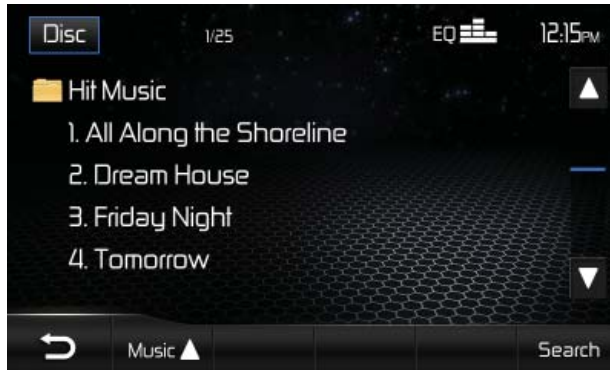 Disc 1/25 EQ 12:15PM
Hit Music
1. All Along the Shoreline
2. Dream House
3. Friday Night
4. Tomorrow
Music Search